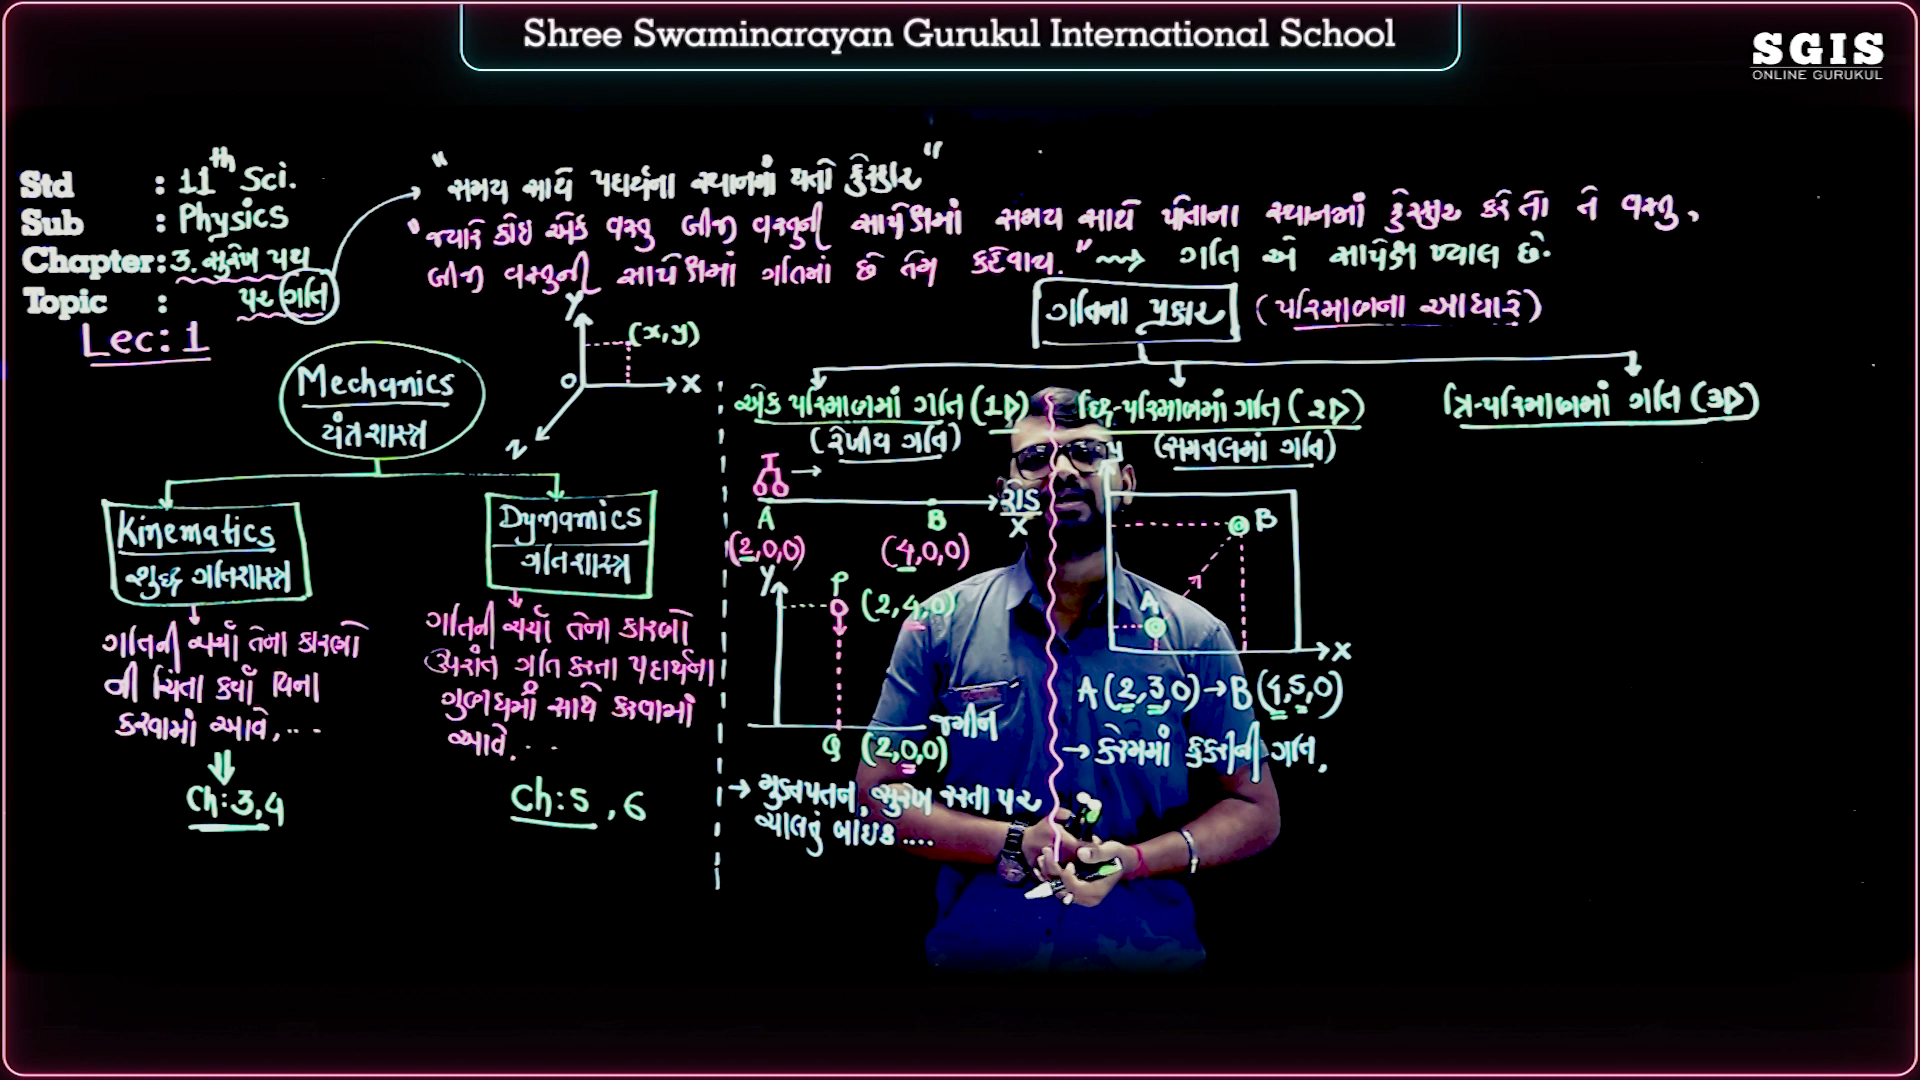 Shree Swaminarayan Gurukul International School
SGIS
ONLINE GURUKUL
Std : 11th Sci.
Sub : Physics
Chapter : 3. સુરેખ પથ
Topic : પર ગતિ
Lec: 1
"સમય સાથે પદાર્થના સ્થાનમાં થતો ફેરફાર"
"જ્યારે કોઇ એક વસ્તુ બીજી વસ્તુની સાપેક્ષમાં સમય સાથે પોતાના સ્થાનમાં ફેરફાર કરે તો તે વસ્તુ,
બીજી વસ્તુની સાપેક્ષમાં ગતિમાં છે તેમ કહેવાય." ⇝ ગતિ એ સાપેક્ષ ખ્યાલ છે.
Mechanics
યંત્રશાસ્ત્ર
Kinematics
શુદ્ધ ગતિશાસ્ત્ર
ગતિની ચર્ચા તેના કારણો
ની ચિંતા કર્યા વિના
કરવામાં આવે, ...
Ch: 3,4
Dynamics
ગતિશાસ્ત્ર
ગતિની ચર્ચા તેના કારણો
ઉપરાંત ગતિ કરતા પદાર્થના
ગુણધર્મો સાથે કરવામાં
આવે. ...
Ch: 5, 6
Y
(x,y)
O
X
Z
ગતિના પ્રકાર (પરિમાણના આધારે)
એક પરિમાણમાં ગતિ (1D)
(રેખીય ગતિ)
A
B
રોડ
X
(2,0,0)
(4,0,0)
Y
P
(2,4,0)
જમીન
Q (2,0,0)
→ મુક્તપતન, સુરેખ રસ્તા પર
ચાલતું બાઇક ....
દ્વિ-પરિમાણમાં ગતિ (2D)
(સમતલમાં ગતિ)
Y
B
A
X
A (2,3,0) → B (4,5,0)
→ કેરમમાં કુકરીની ગતિ.
ત્રિ-પરિમાણમાં ગતિ (3D)